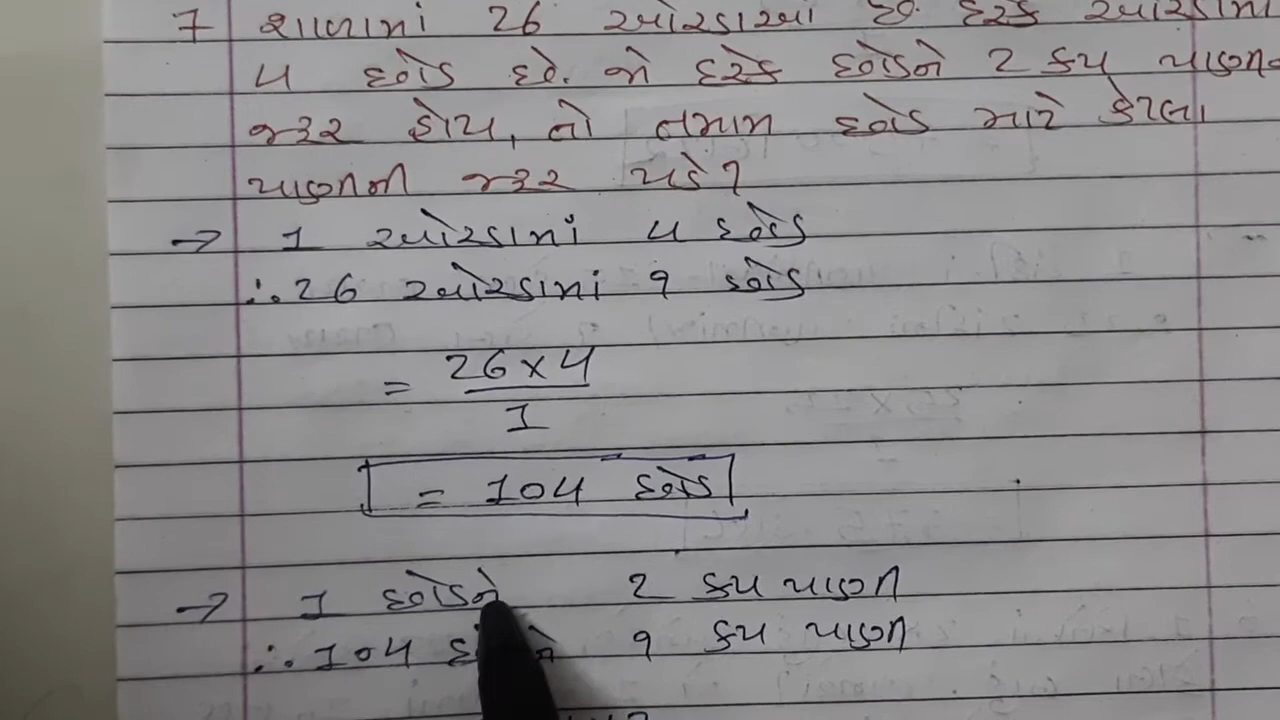 7 શાળામાં 26 ઓરડાઓ છે. દરેક ઓરડામાં
4 છોડ છે. જો દરેક છોડને 2 કપ પાણીની
જરૂર હોય, તો તમામ છોડ માટે કેટલા
પાણીની જરૂર પડે?
→ 1 ઓરડામાં 4 છોડ
∴ 26 ઓરડામાં ? છોડ
= 26 × 4
1
= 104 છોડ
→ 1 છોડને 2 કપ પાણી
∴ 104 ? કપ પાણી